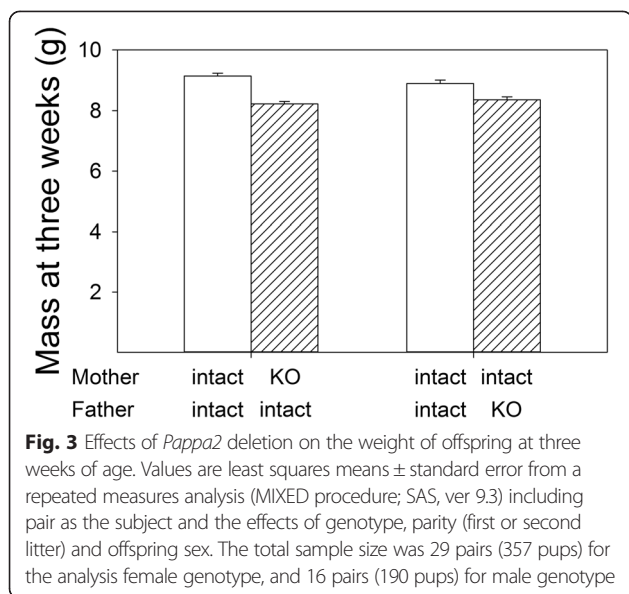 10
8
6
4
2
Mass at three weeks (g)
Mother intact KO intact intact
Father intact intact intact KO
Fig. 3 Effects of Pappa2 deletion on the weight of offspring at three
weeks of age. Values are least squares means ± standard error from a
repeated measures analysis (MIXED procedure; SAS, ver 9.3) including
pair as the subject and the effects of genotype, parity (first or second
litter) and offspring sex. The total sample size was 29 pairs (357 pups) for
the analysis female genotype, and 16 pairs (190 pups) for male genotype